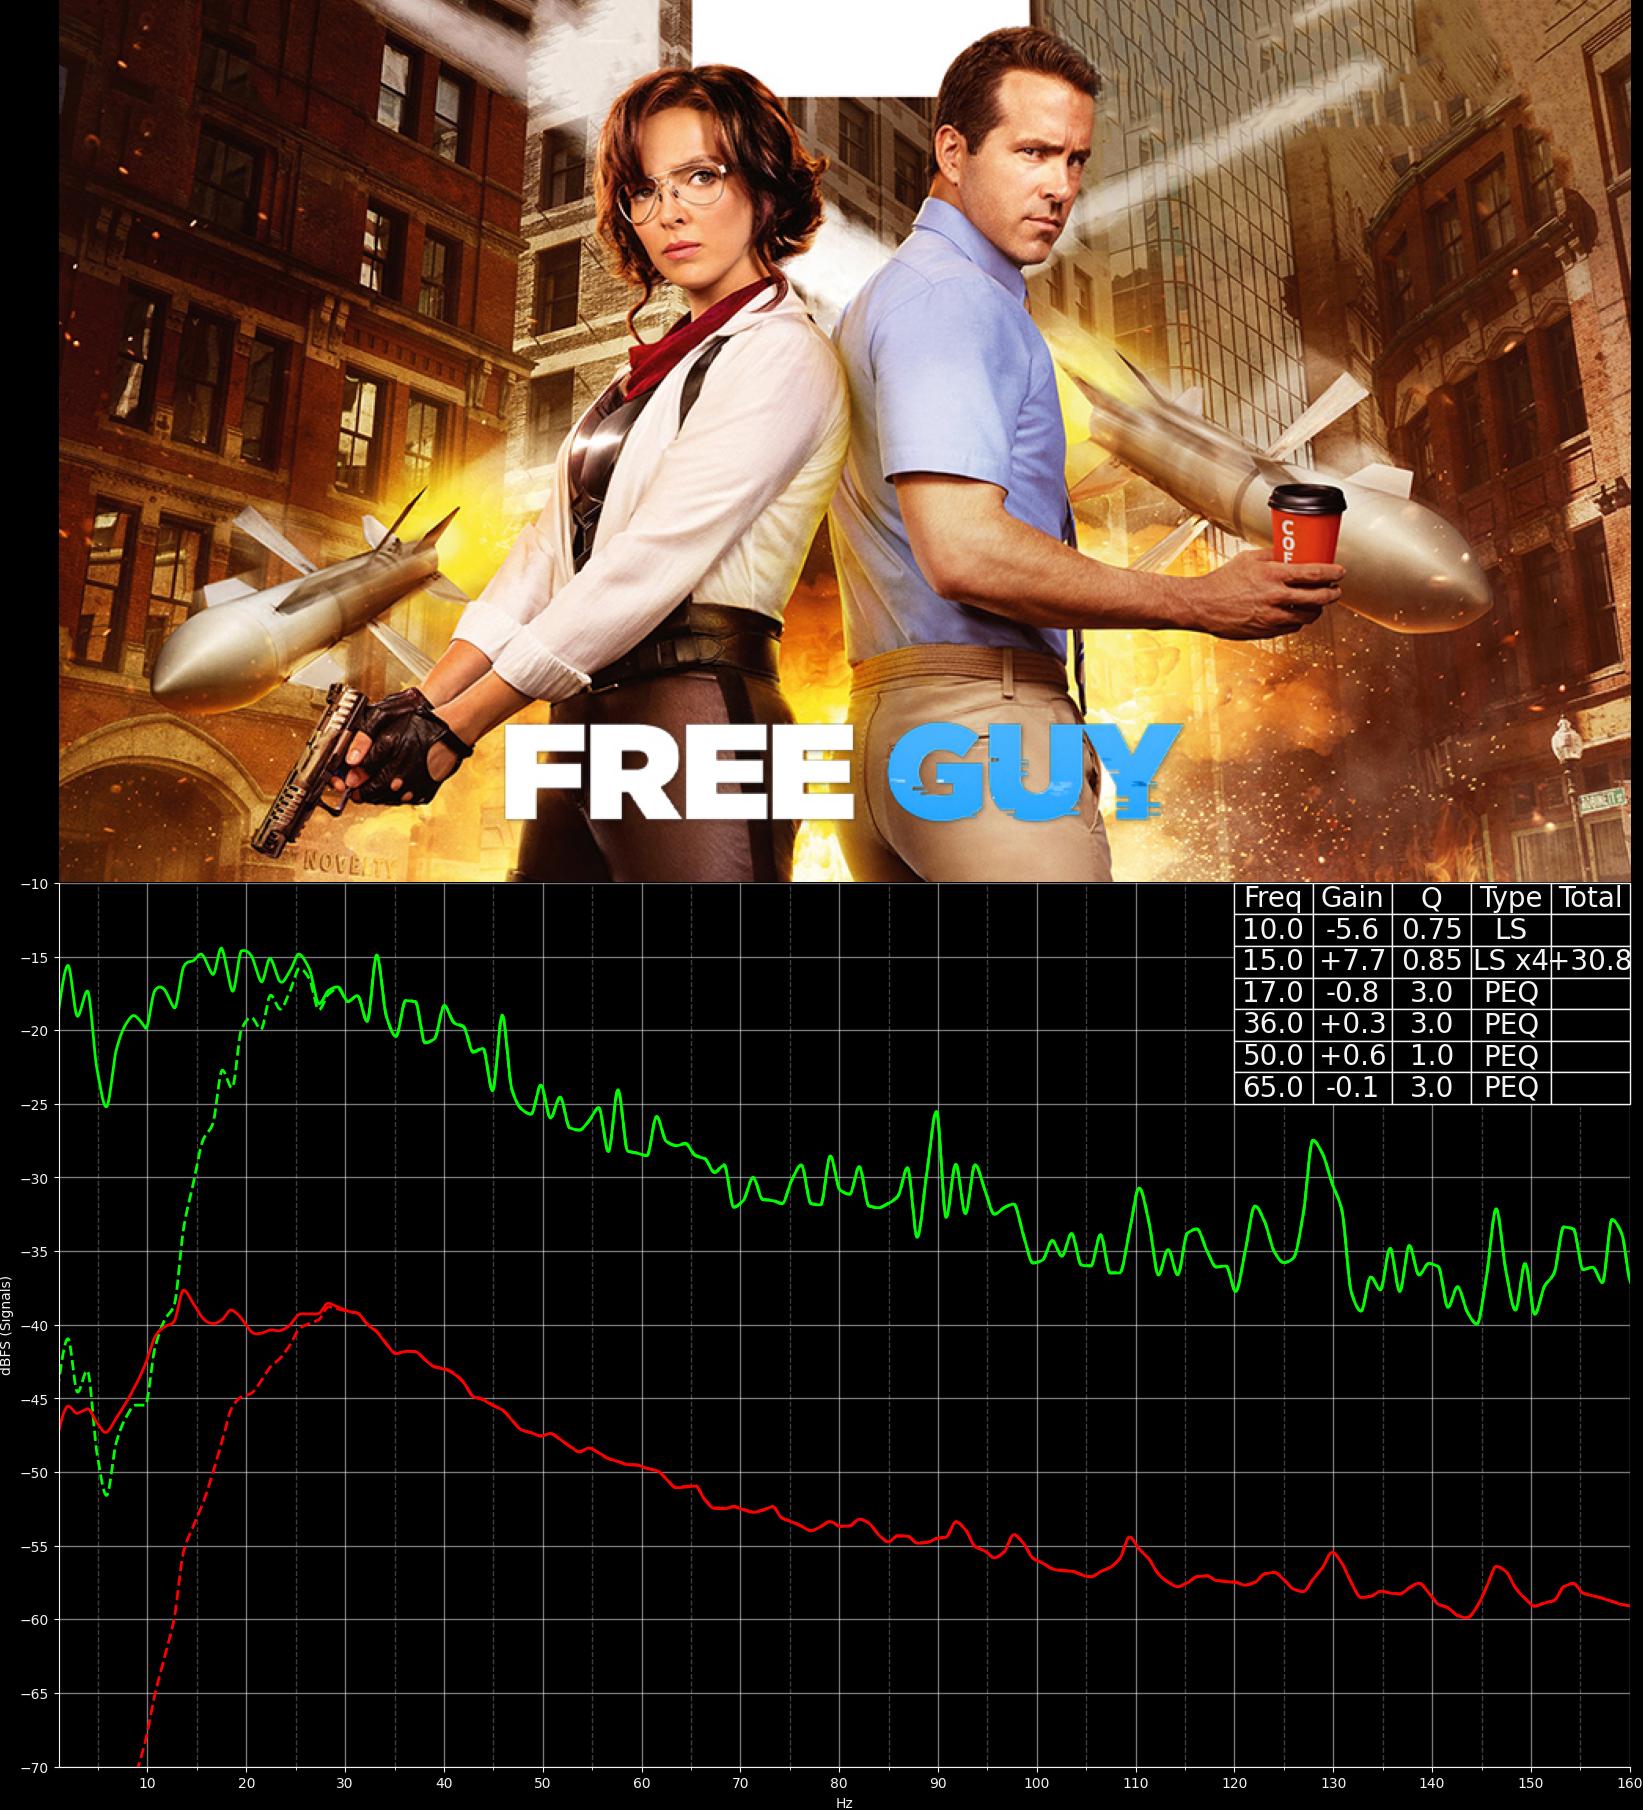 C
O
F
FREE GUY
NOVELTY
Freq Gain Q Type Total
10.0 -5.6 0.75 LS
15.0 +7.7 0.85 LS x4 +30.8
17.0 -0.8 3.0 PEQ
36.0 +0.3 3.0 PEQ
50.0 +0.6 1.0 PEQ
65.0 -0.1 3.0 PEQ
−10
−15
−20
−25
−30
−35
−40
−45
−50
−55
−60
−65
−70
dBFS (Signals)
10 20 30 40 50 60 70 80 90 100 110 120 130 140 150 160
Hz